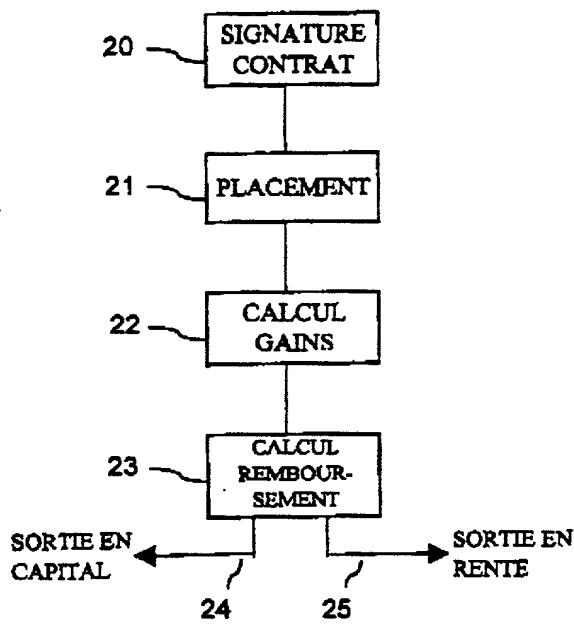 20
SIGNATURE
CONTRAT
21
PLACEMENT
22
CALCUL
GAINS
23
CALCUL
REMBOUR-
SEMENT
SORTIE EN
CAPITAL
24
25
SORTIE EN
RENTE